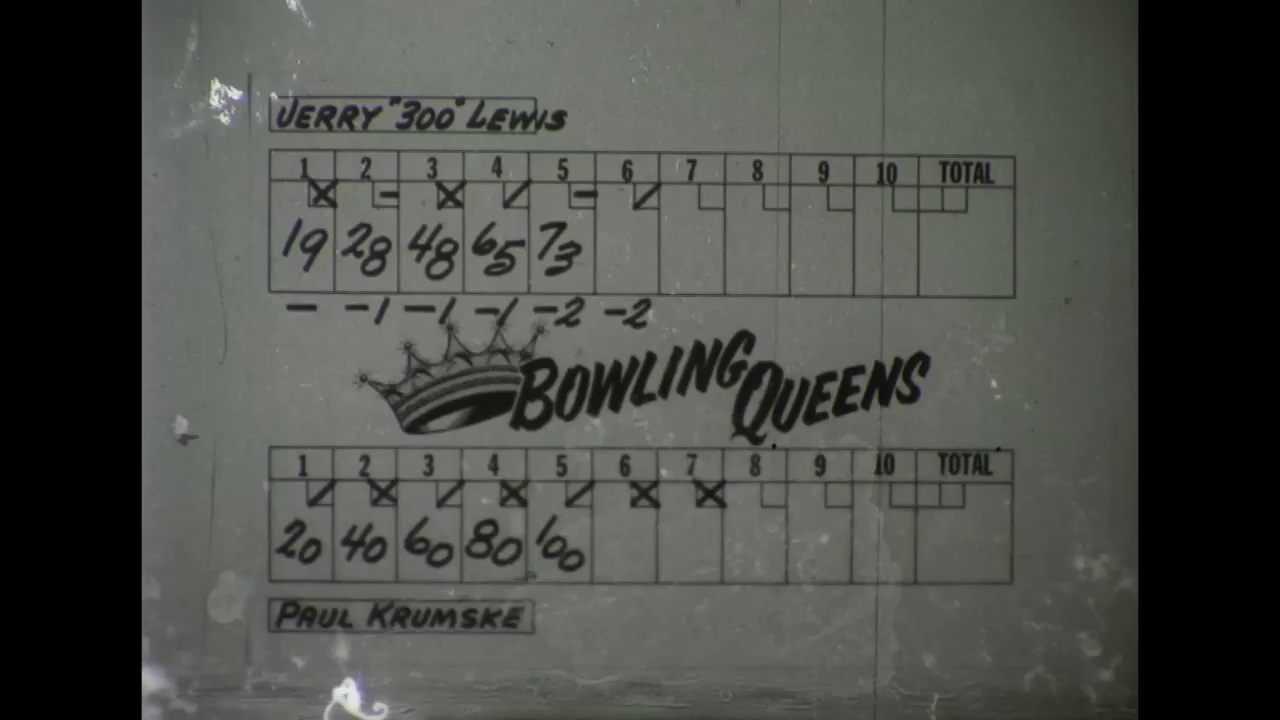 JERRY "300" LEWIS
1 2 3 4 5 6 7 8 9 10 TOTAL
X - X / - /
19 28 48 65 73
- -1 -1 -1 -2 -2
BOWLING QUEENS
1 2 3 4 5 6 7 8 9 10 TOTAL
/ X / X / X X
20 40 60 80 100
PAUL KRUMSKE